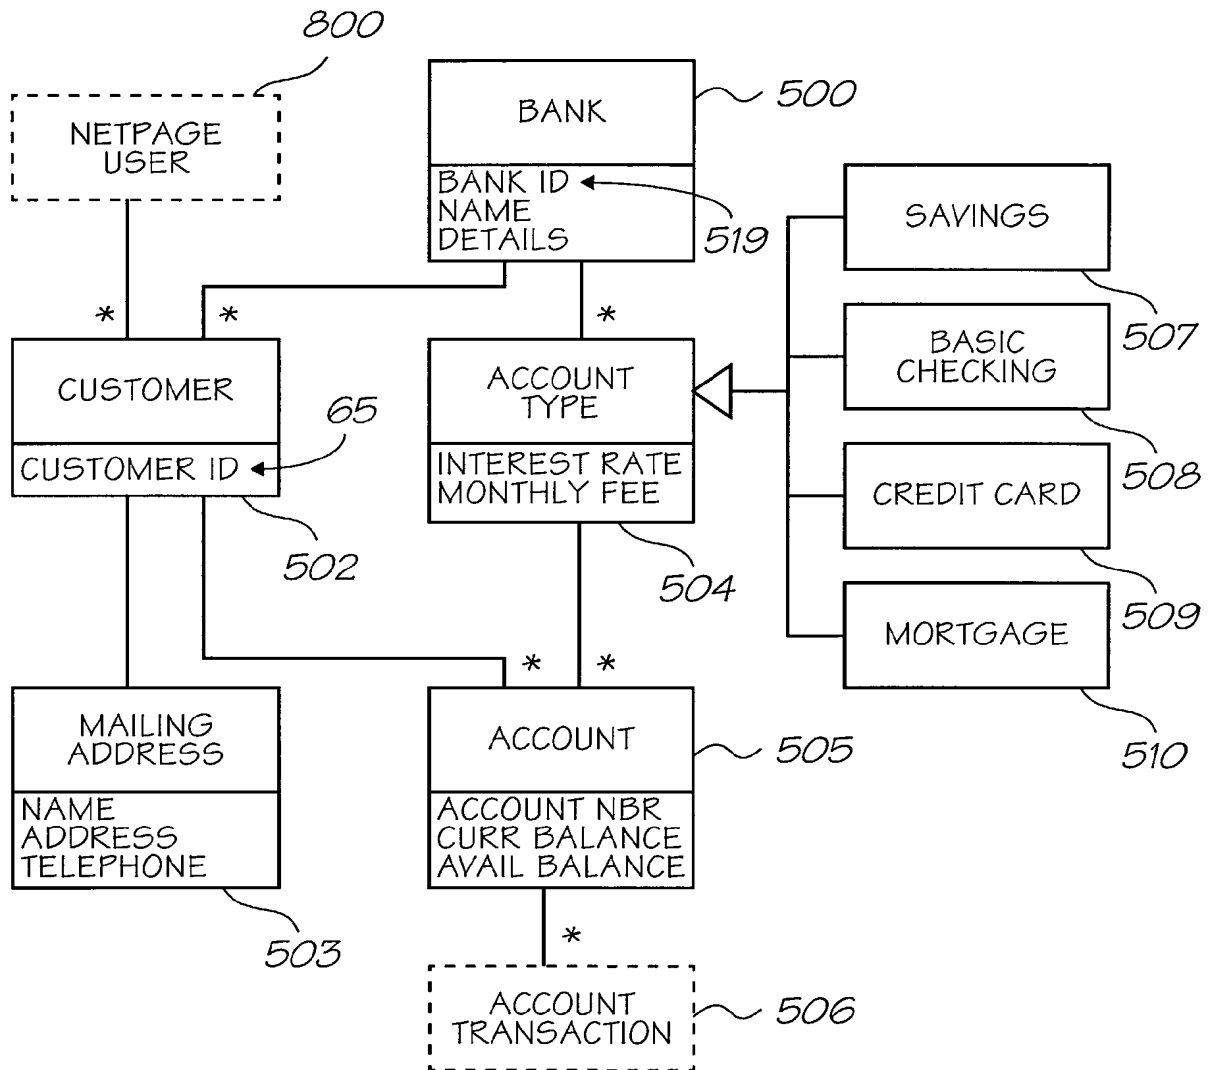 800
NETPAGE
USER
BANK
500
BANK ID
NAME
DETAILS
519
SAVINGS
507
* * *
CUSTOMER
ACCOUNT
TYPE
BASIC
CHECKING
508
65
CUSTOMER ID
502
INTEREST RATE
MONTHLY FEE
504
CREDIT CARD
509
MORTGAGE
510
* *
MAILING
ADDRESS
NAME
ADDRESS
TELEPHONE
503
ACCOUNT
505
ACCOUNT NBR
CURR BALANCE
AVAIL BALANCE
*
ACCOUNT
TRANSACTION
506